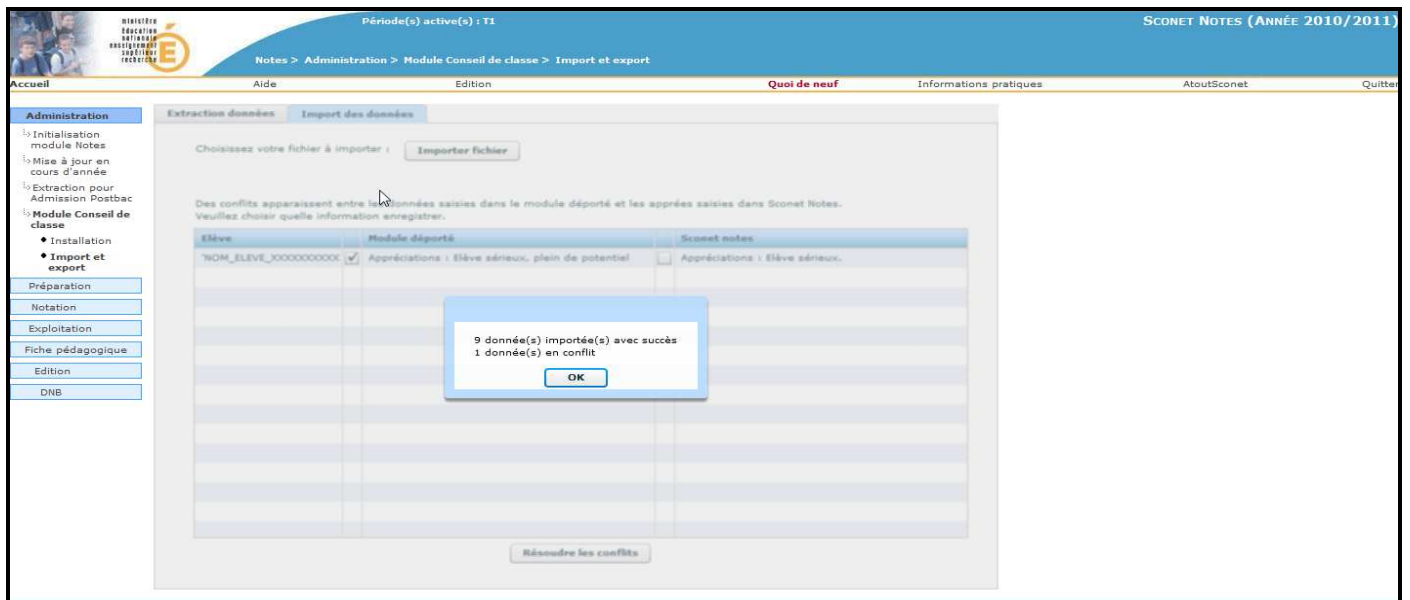 ministère
éducation
nationale
enseignement
supérieur
recherche
Période(s) active(s) : T1
SCONET NOTES (ANNÉE 2010/2011)
Notes > Administration > Module Conseil de classe > Import et export
Accueil Aide Edition Quoi de neuf Informations pratiques AtoutSconet Quitter
Administration
Initialisation
module Notes
Mise à jour en
cours d'année
Extraction pour
Admission Postbac
Module Conseil de
classe
Installation
Import et
export
Préparation
Notation
Exploitation
Fiche pédagogique
Edition
DNB
Extraction données Import des données
Choisissez votre fichier à importer : Importer fichier
Des conflits apparaissent entre les données saisies dans le module déporté et les apprées saisies dans Sconet Notes.
Veuillez choisir quelle information enregistrer.
Elève Module déporté Sconet notes
'NOM_ELEVE_XXXXXXXXXX Appréciations : Elève sérieux, plein de potentiel Appréciations : Elève sérieux.
9 donnée(s) importée(s) avec succès
1 donnée(s) en conflit
OK
Résoudre les conflits